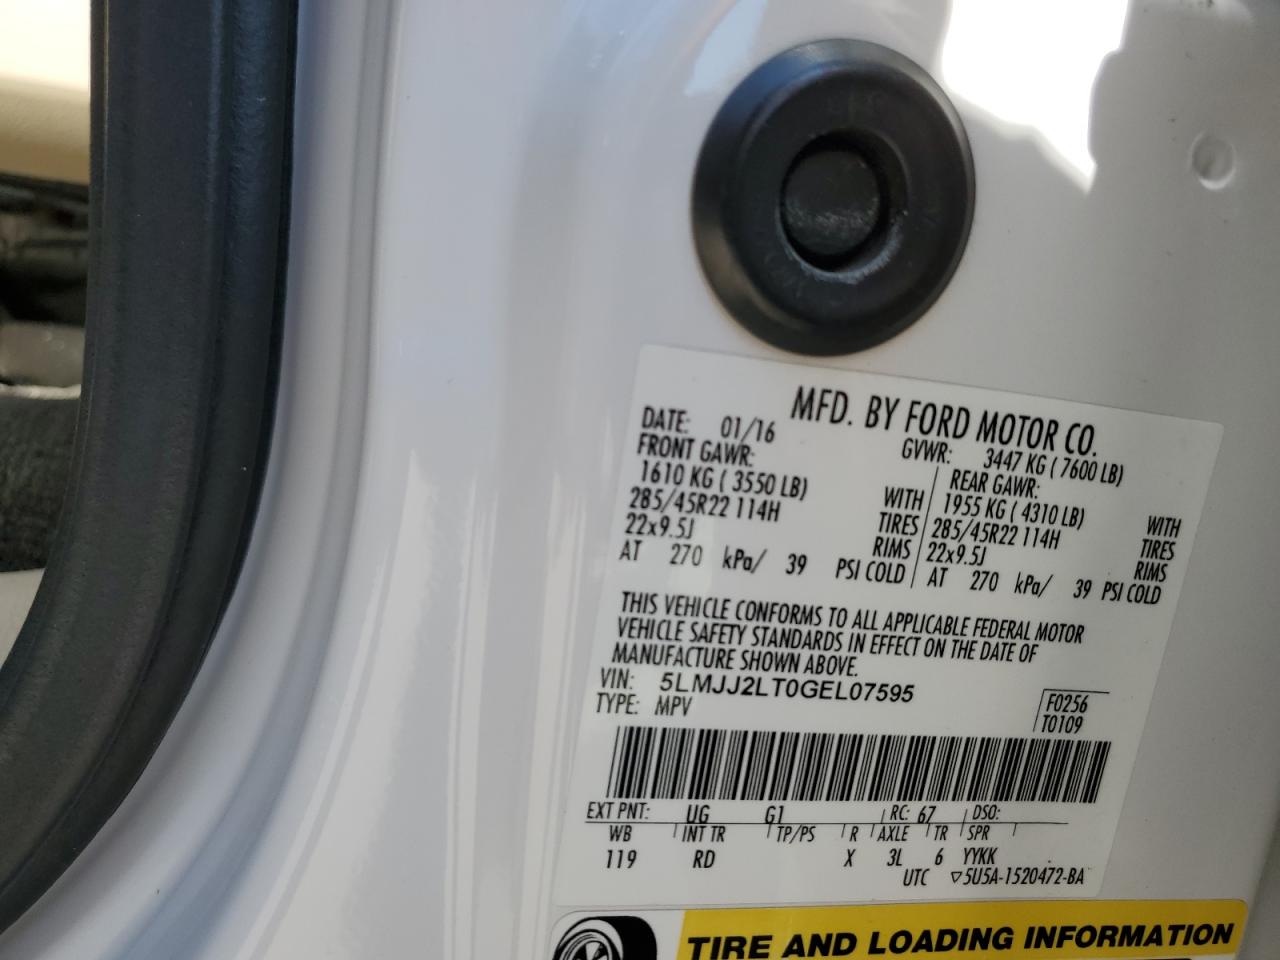 MFD. BY FORD MOTOR CO.
DATE: 01/16 GVWR: 3447 KG ( 7600 LB)
FRONT GAWR: REAR GAWR:
1610 KG ( 3550 LB) WITH 1955 KG ( 4310 LB) WITH
285/45R22 114H TIRES 285/45R22 114H TIRES
22x9.5J RIMS 22x9.5J RIMS
AT 270 kPa/ 39 PSI COLD AT 270 kPa/ 39 PSI COLD
THIS VEHICLE CONFORMS TO ALL APPLICABLE FEDERAL MOTOR
VEHICLE SAFETY STANDARDS IN EFFECT ON THE DATE OF
MANUFACTURE SHOWN ABOVE.
VIN: 5LMJJ2LT0GEL07595
TYPE: MPV
F0256
T0109
EXT PNT: UG G1 RC: 67 DSO:
WB INT TR TP/PS R AXLE TR SPR
119 RD X 3L 6 YYKK
UTC ▽5U5A-1520472-BA
TIRE AND LOADING INFORMATION